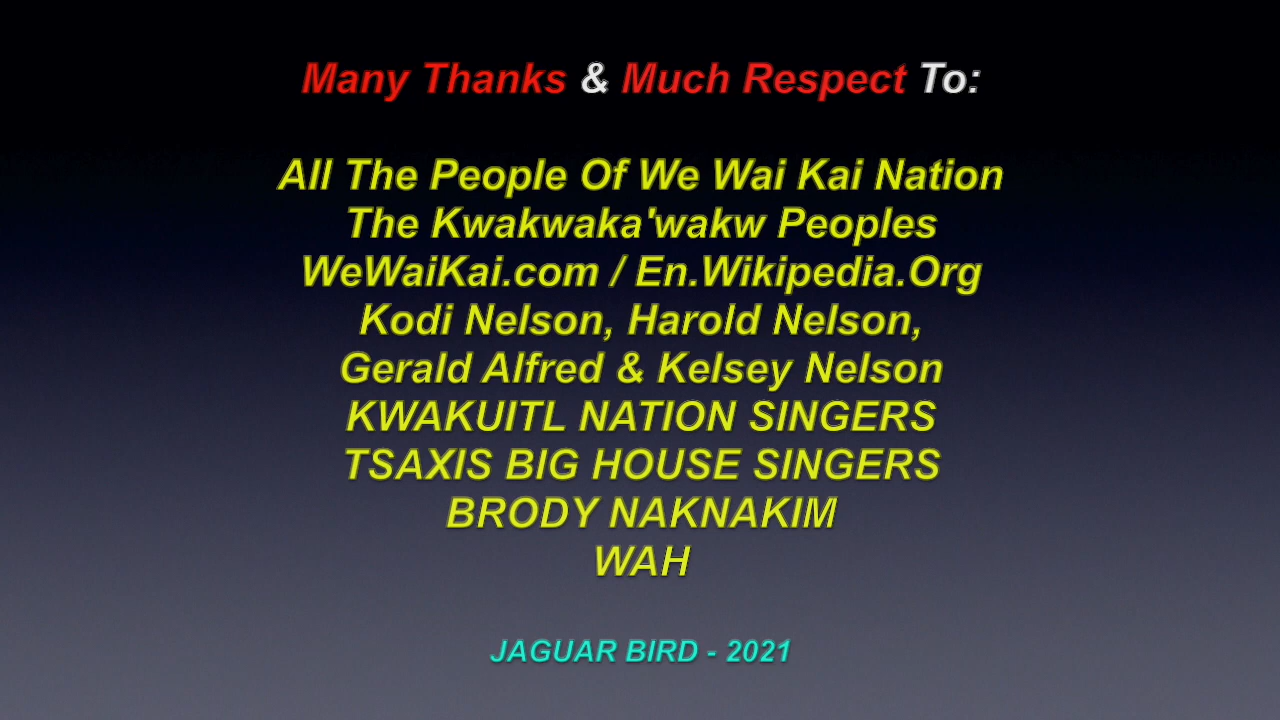 Many Thanks & Much Respect To:
All The People Of We Wai Kai Nation
The Kwakwaka'wakw Peoples
WeWaiKai.com / En.Wikipedia.Org
Kodi Nelson, Harold Nelson,
Gerald Alfred & Kelsey Nelson
KWAKUITL NATION SINGERS
TSAXIS BIG HOUSE SINGERS
BRODY NAKNAKIM
WAH
JAGUAR BIRD - 2021